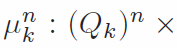 μ_k^n : (Q_k)^n ×